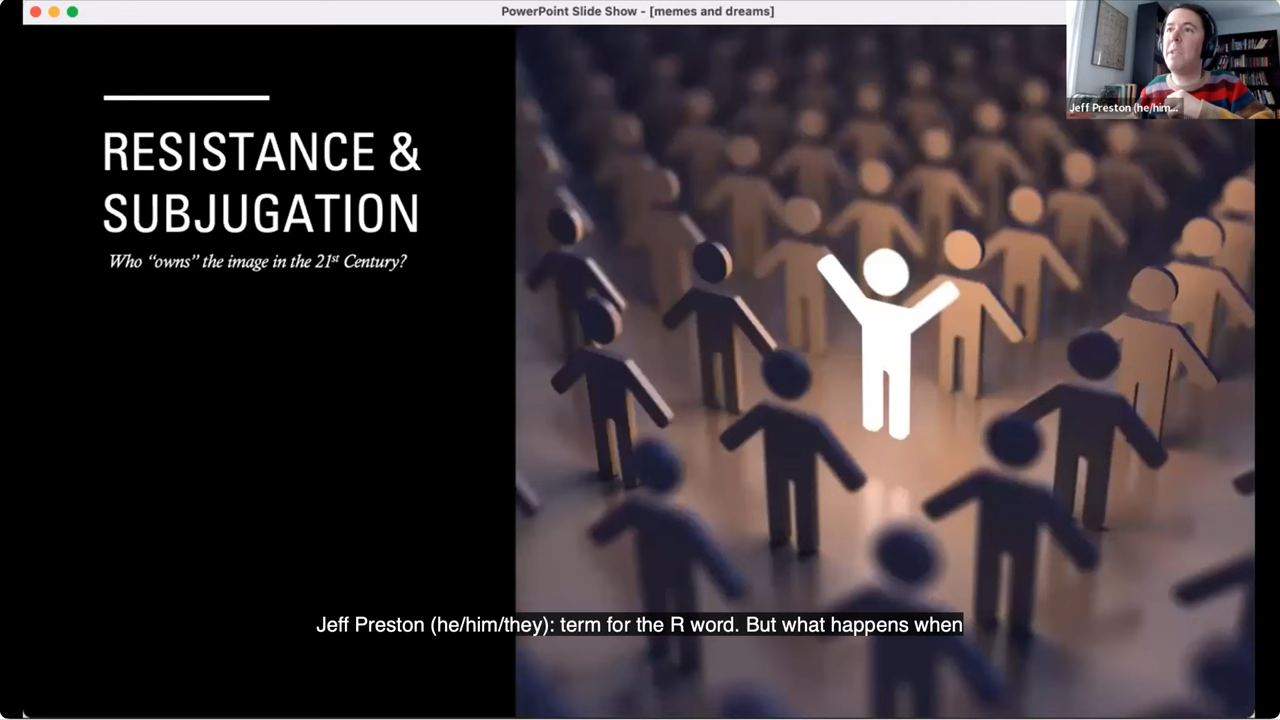 PowerPoint Slide Show - [memes and dreams]
Jeff Preston (he/him...
RESISTANCE &
SUBJUGATION
Who “owns” the image in the 21st Century?
Jeff Preston (he/him/they): term for the R word. But what happens when